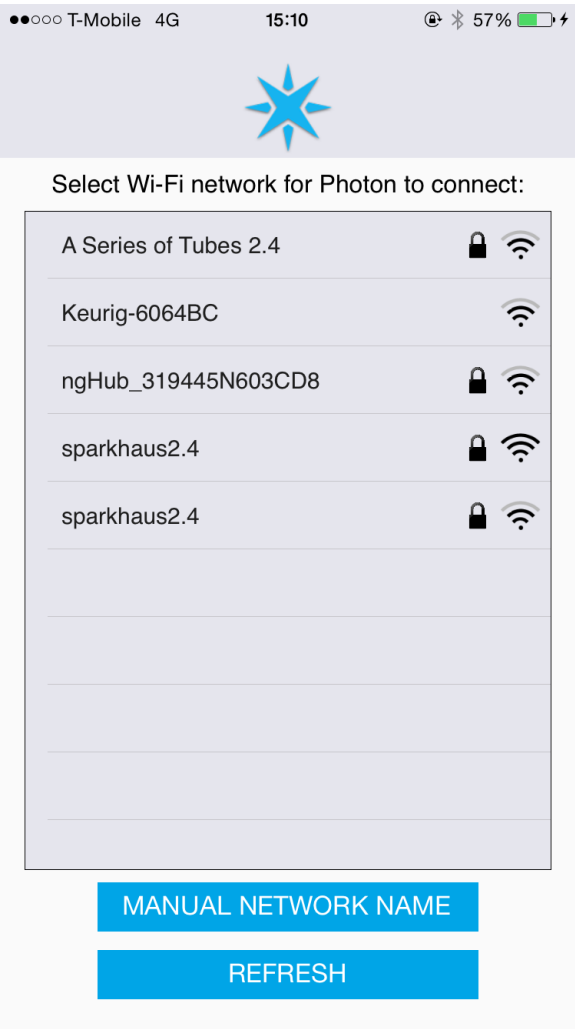 T-Mobile 4G 15:10 57%
Select Wi-Fi network for Photon to connect:
A Series of Tubes 2.4
Keurig-6064BC
ngHub_319445N603CD8
sparkhaus2.4
sparkhaus2.4
MANUAL NETWORK NAME
REFRESH